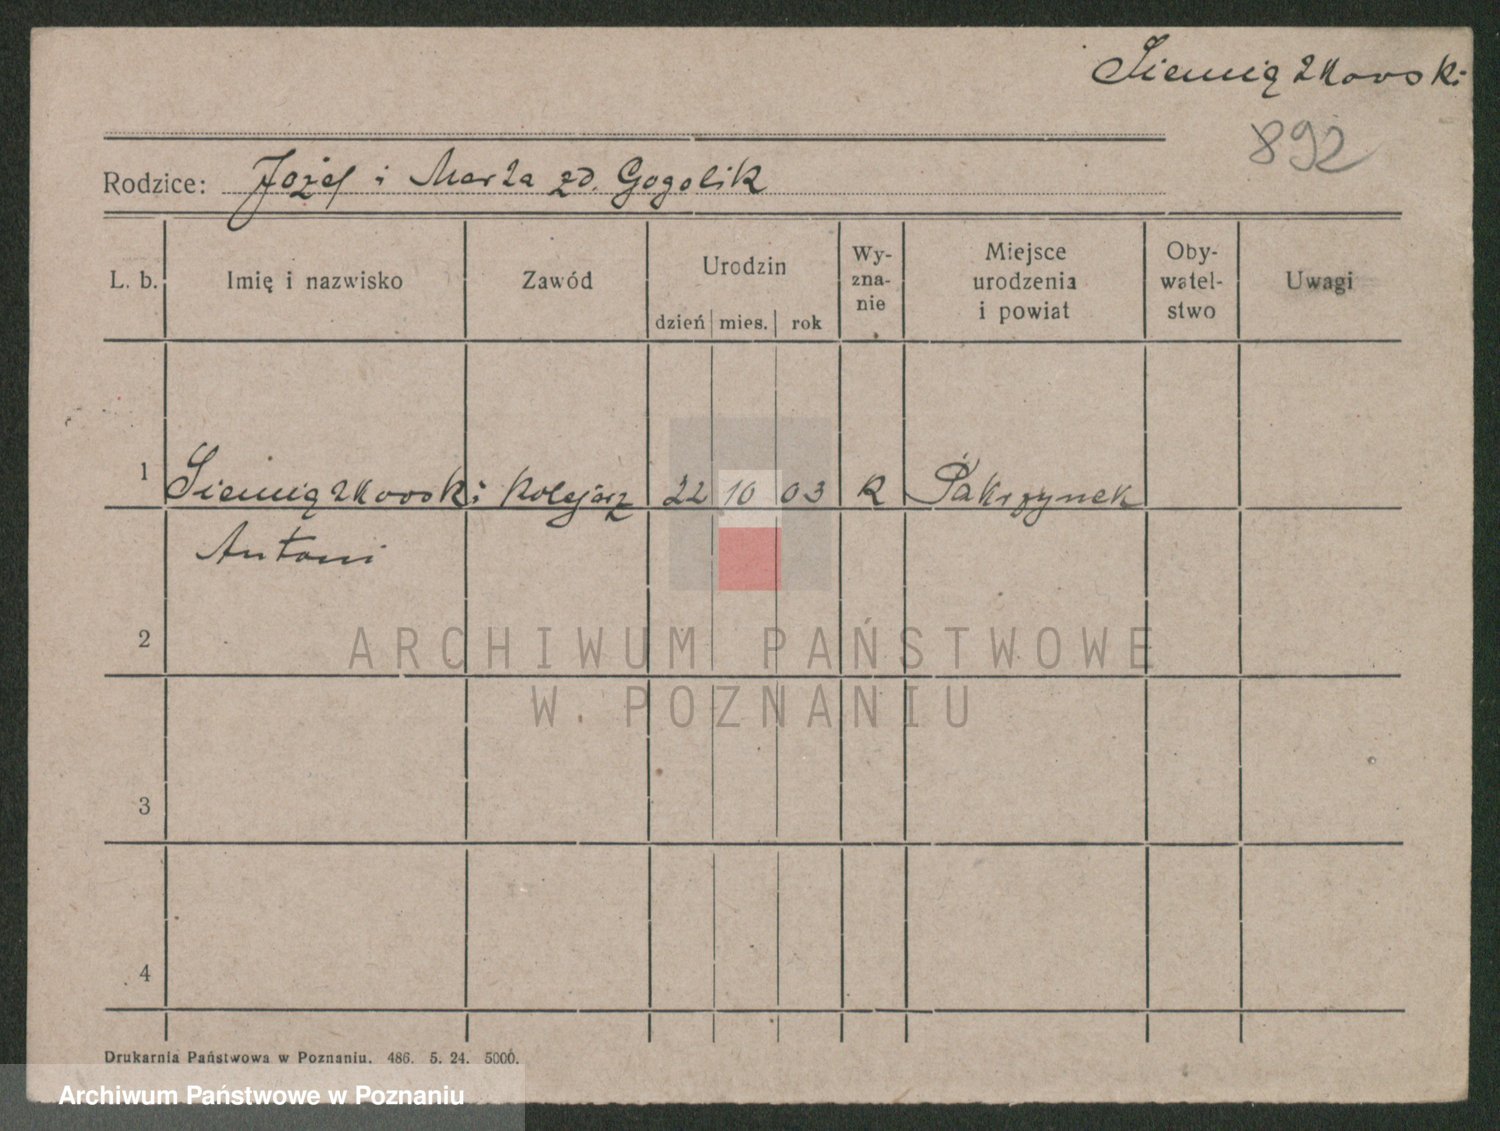 Siemiątkowski
892
Rodzice: Józef i Marta zd. Gogolik
L. b. Imię i nazwisko Zawód Urodzin dzień mies. rok Wy-zna-nie Miejsce urodzenia i powiat Oby-watel-stwo Uwagi
1 Siemiątkowski kolejarz 22 10 03 R Pakrzynek
Antoni
2
ARCHIWUM PAŃSTWOWE
W POZNANIU
3
4
Drukarnia Państwowa w Poznaniu. 486. 5. 24. 5000.
Archiwum Państwowe w Poznaniu